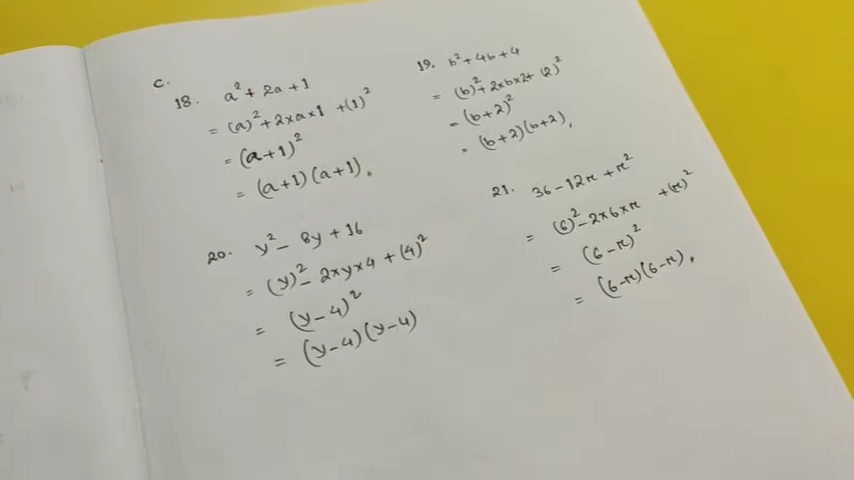 C.
18. a² + 2a + 1
= (a)² + 2×a×1 + (1)²
= (a+1)²
= (a+1)(a+1).
19. b² + 4b + 4
= (b)² + 2×b×2 + (2)²
= (b+2)²
= (b+2)(b+2),
20. y² - 8y + 16
= (y)² - 2×y×4 + (4)²
= (y-4)²
= (y-4)(y-4)
21. 36 - 12x + x²
= (6)² - 2×6×x + (x)²
= (6-x)²
= (6-x)(6-x).